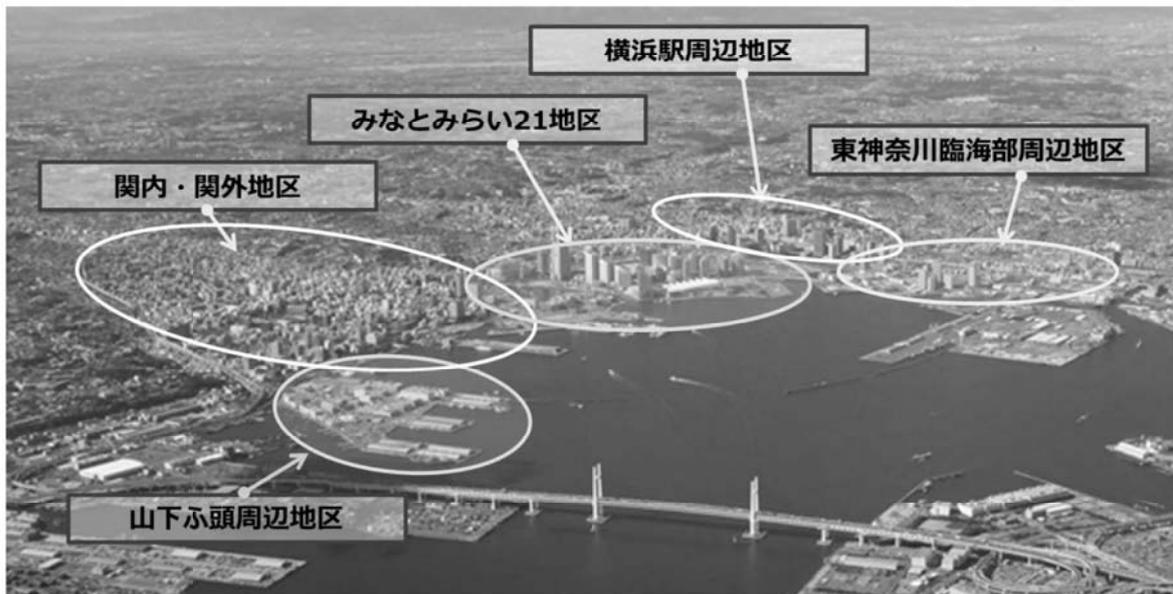 横浜駅周辺地区
みなとみらい21地区
東神奈川臨海部周辺地区
関内・関外地区
山下ふ頭周辺地区